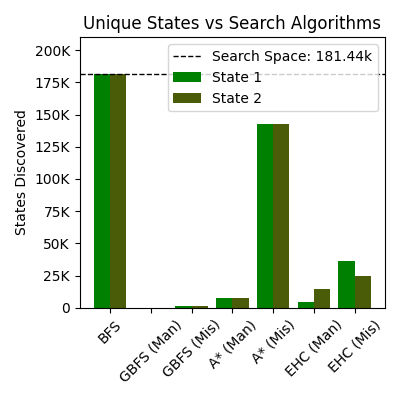 Unique States vs Search Algorithms
Search Space: 181.44k
State 1
State 2
States Discovered
200K
175K
150K
125K
100K
75K
50K
25K
0
BFS
GBFS (Man)
GBFS (Mis)
A* (Man)
A* (Mis)
EHC (Man)
EHC (Mis)